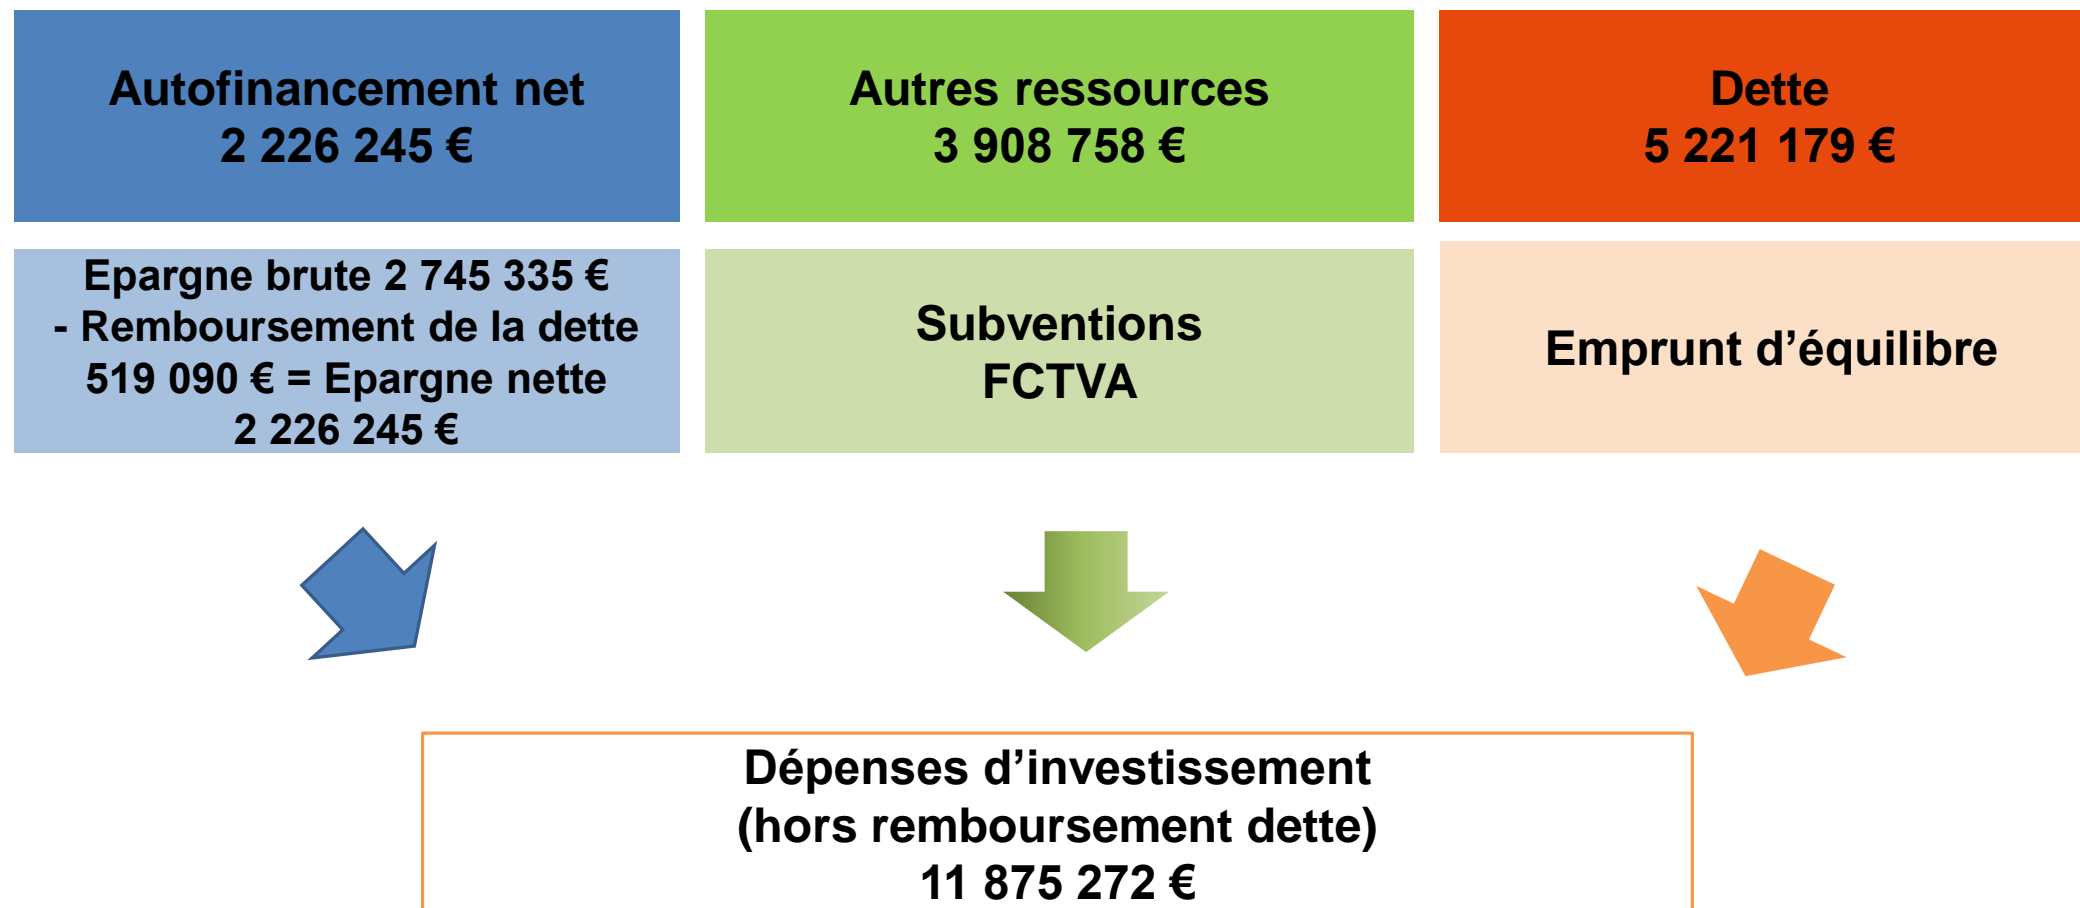 Autofinancement net
2 226 245 €
Autres ressources
3 908 758 €
Dette
5 221 179 €
Epargne brute 2 745 335 €
- Remboursement de la dette
519 090 € = Epargne nette
2 226 245 €
Subventions
FCTVA
Emprunt d’équilibre
Dépenses d’investissement
(hors remboursement dette)
11 875 272 €